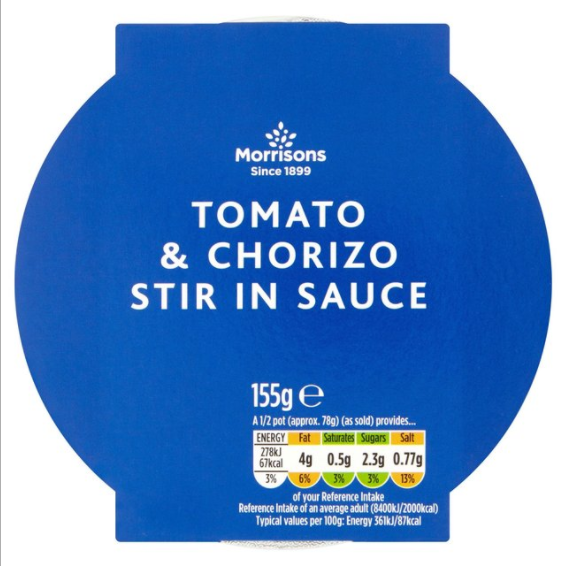 Morrisons
Since 1899
TOMATO
& CHORIZO
STIR IN SAUCE
155g ℮
A 1/2 pot (approx. 78g) (as sold) provides...
ENERGY Fat Saturates Sugars Salt
278kJ
67kcal 4g 0.5g 2.3g 0.77g
3% 6% 3% 3% 13%
of your Reference Intake
Reference Intake of an average adult (8400kJ/2000kcal)
Typical values per 100g: Energy 361kJ/87kcal